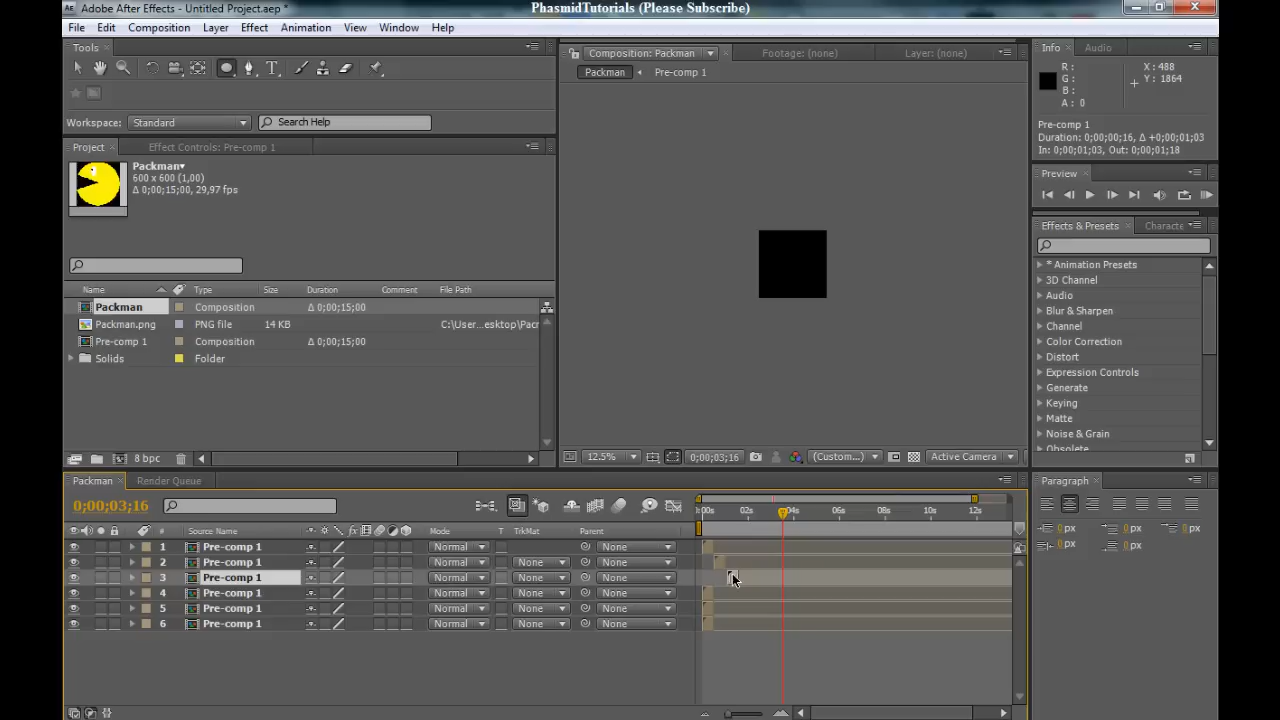 Adobe After Effects - Untitled Project.aep *
PhasmidTutorials (Please Subscribe)
File Edit Composition Layer Effect Animation View Window Help
Tools
Composition: Packman
Footage: (none)
Layer: (none)
Info Audio
Packman Pre-comp 1
R :
G :
B :
A : 0
X : 488
Y : 1864
Workspace: Standard
Search Help
Pre-comp 1
Duration: 0;00;00;16, Δ +0;00;01;03
In: 0;00;01;03, Out: 0;00;01;18
Project Effect Controls: Pre-comp 1
Packman
600 x 600 (1,00)
Δ 0;00;15;00, 29,97 fps
Preview
Effects & Presets Characte
* Animation Presets
3D Channel
Audio
Blur & Sharpen
Channel
Color Correction
Distort
Expression Controls
Generate
Keying
Matte
Noise & Grain
Obsolete
Name Type Size Duration Comment File Path
Packman Composition Δ 0;00;15;00
Packman.png PNG file 14 KB C:\User...esktop\Pacr
Pre-comp 1 Composition Δ 0;00;15;00
Solids Folder
8 bpc
12.5% 0;00;03;16 (Custom...) Active Camera
Packman Render Queue
Paragraph
0;00;03;16
:00s 02s 04s 06s 08s 10s 12s
# Source Name Mode T TrkMat Parent
1 Pre-comp 1 Normal None
2 Pre-comp 1 Normal None None
3 Pre-comp 1 Normal None None
4 Pre-comp 1 Normal None None
5 Pre-comp 1 Normal None None
6 Pre-comp 1 Normal None None
0 px 0 px 0 px
0 px 0 px